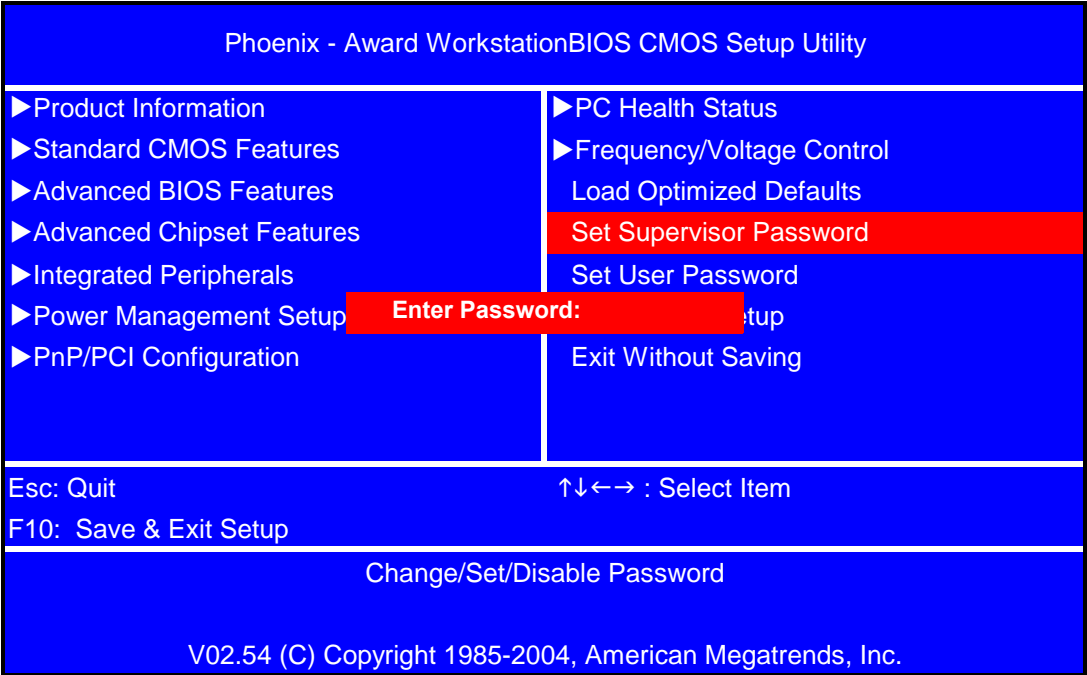 Phoenix - Award WorkstationBIOS CMOS Setup Utility
▶Product Information
▶Standard CMOS Features
▶Advanced BIOS Features
▶Advanced Chipset Features
▶Integrated Peripherals
▶Power Management Setup
▶PnP/PCI Configuration
▶PC Health Status
▶Frequency/Voltage Control
Load Optimized Defaults
Set Supervisor Password
Set User Password
tup
Exit Without Saving
Enter Password:
Esc: Quit
↑↓←→ : Select Item
F10: Save & Exit Setup
Change/Set/Disable Password
V02.54 (C) Copyright 1985-2004, American Megatrends, Inc.